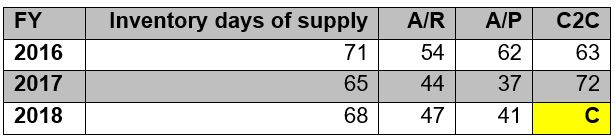 FY Inventory days of supply A/R A/P C2C
2016 71 54 62 63
2017 65 44 37 72
2018 68 47 41 C